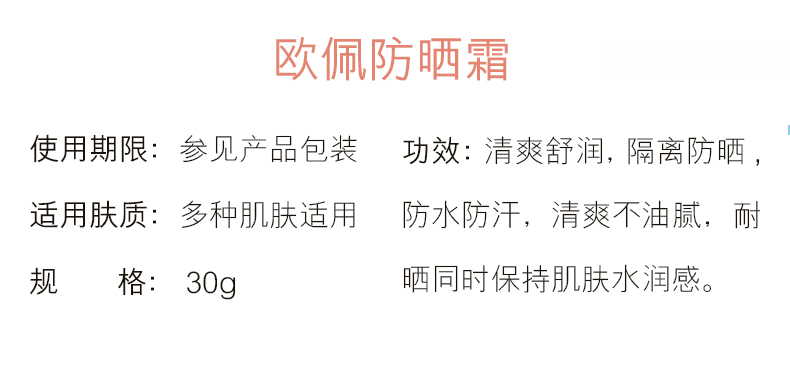 欧佩防晒霜
使用期限：参见产品包装
适用肤质：多种肌肤适用
规　　格：30g
功效：清爽舒润，隔离防晒，
防水防汗，清爽不油腻，耐
晒同时保持肌肤水润感。